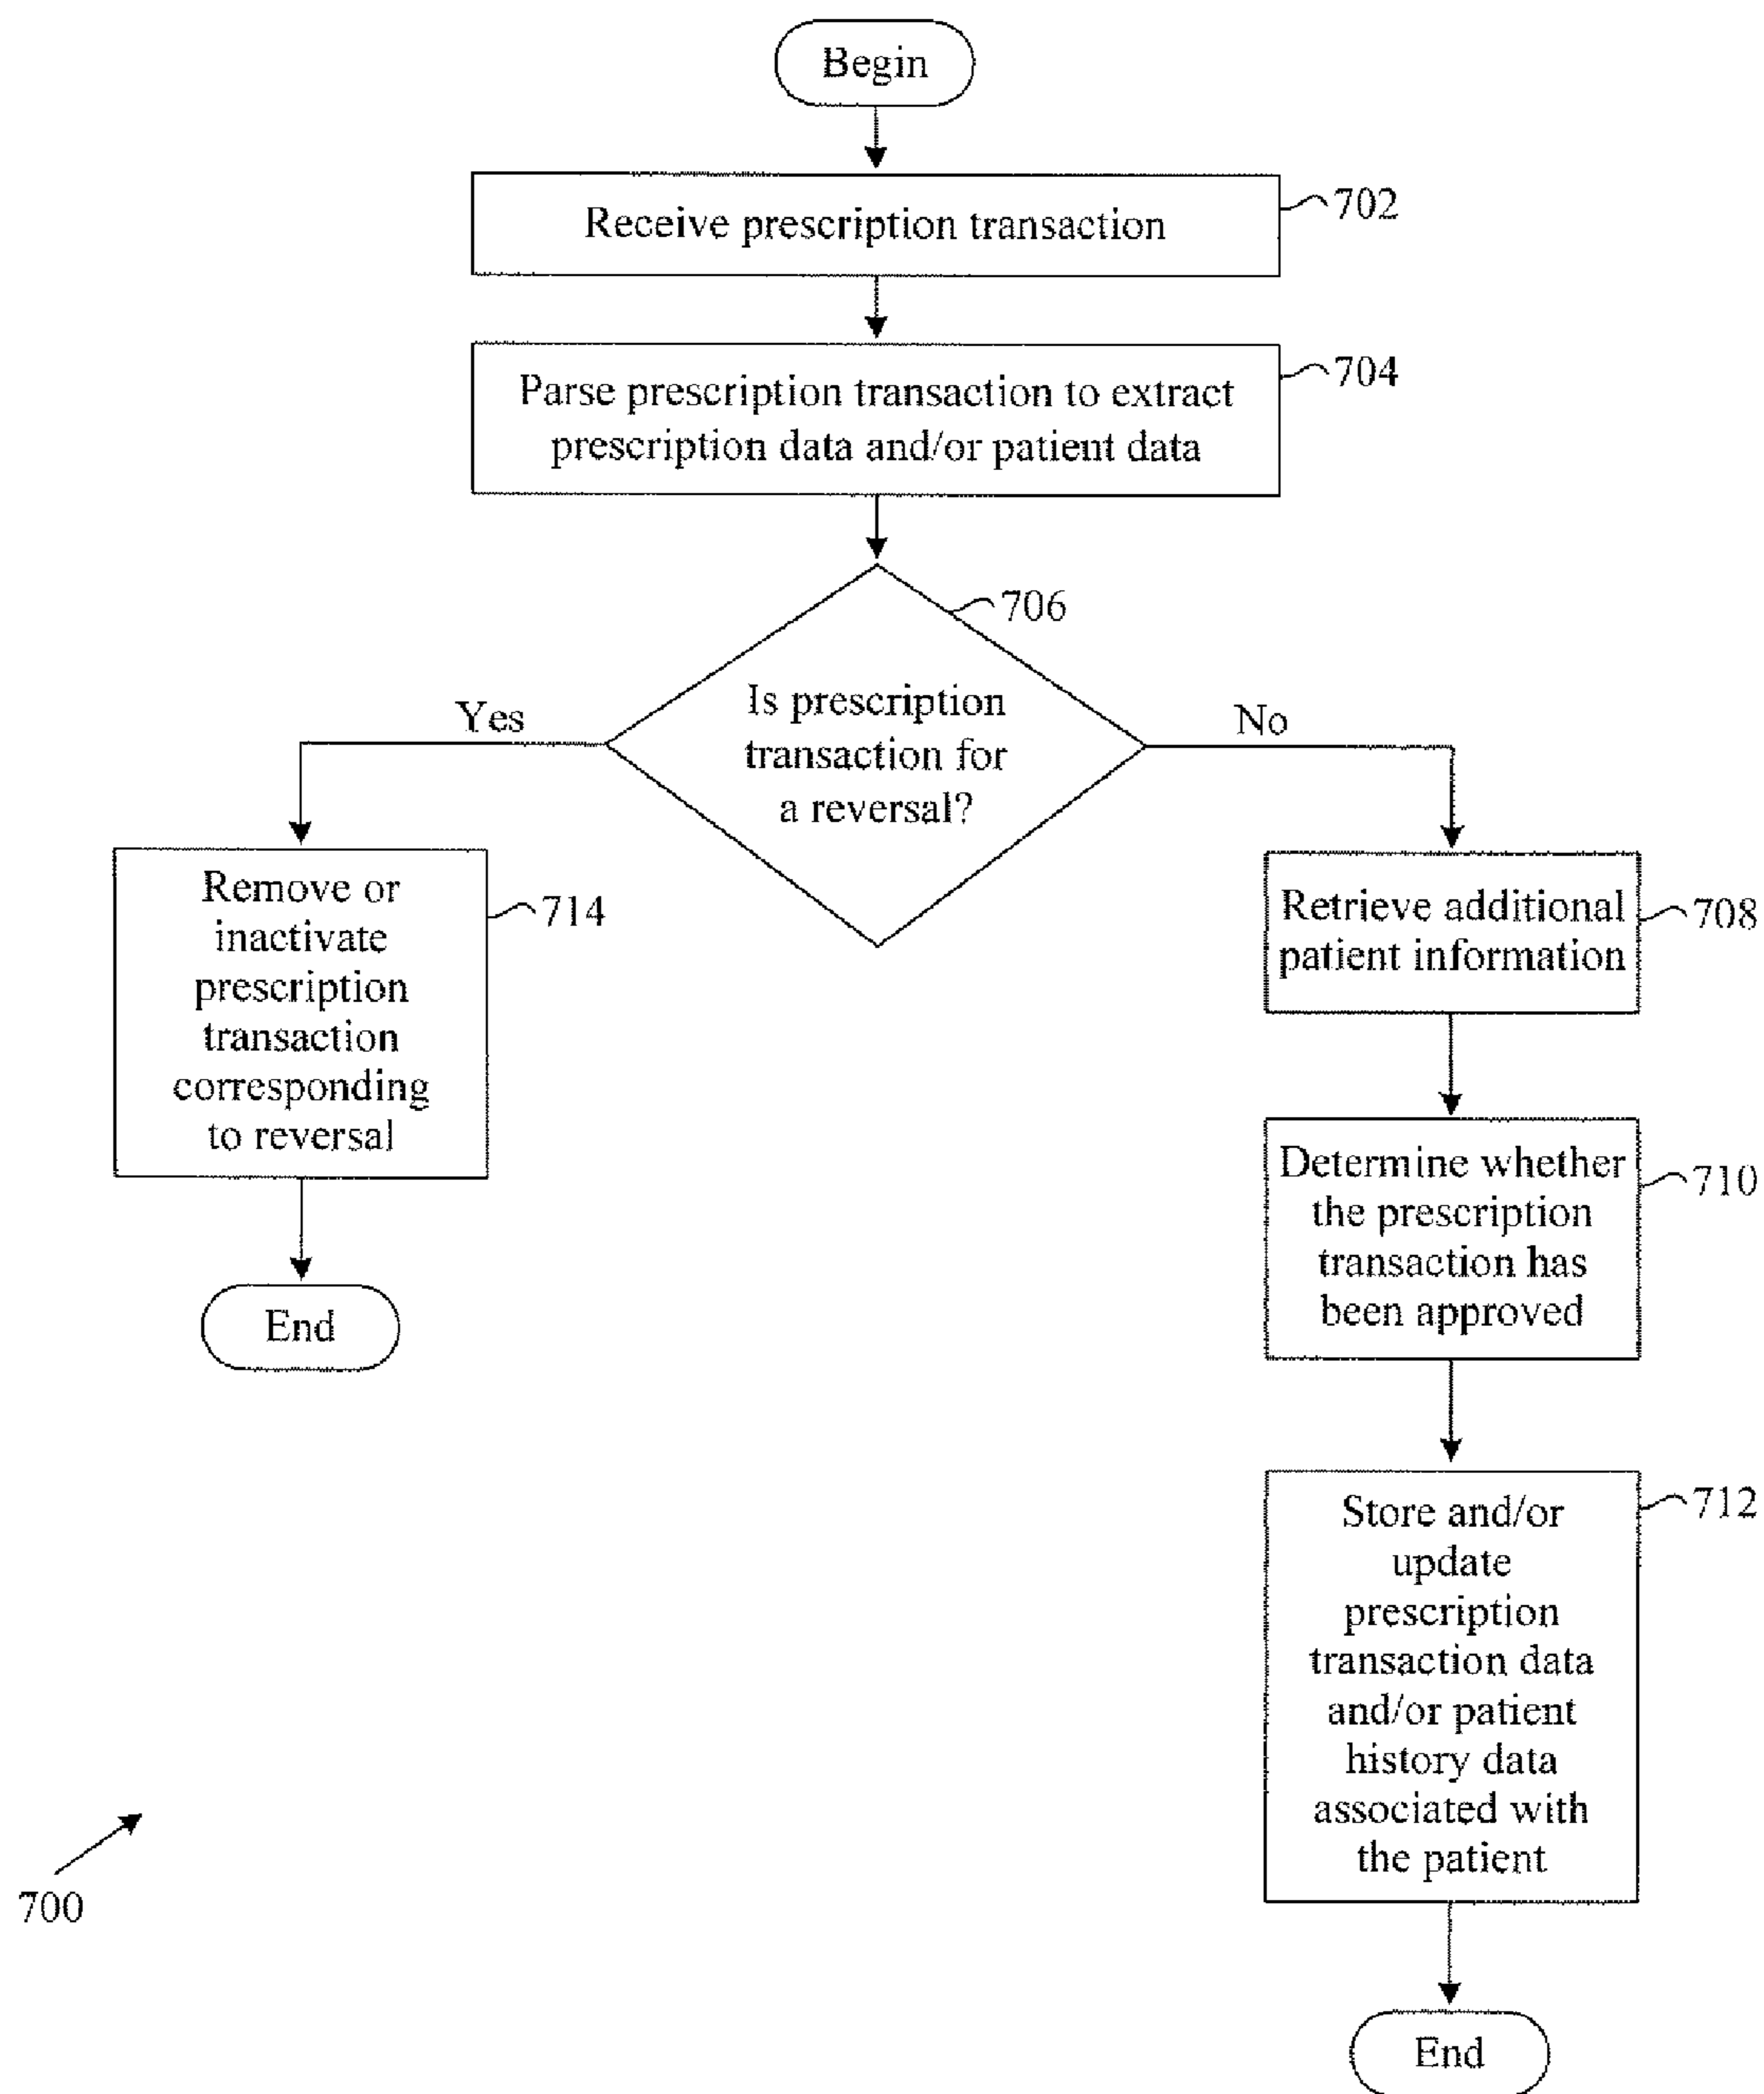 Begin
Receive prescription transaction
702
Parse prescription transaction to extract
prescription data and/or patient data
704
706
Is prescription
transaction for
a reversal?
Yes
No
Remove or
inactivate
prescription
transaction
corresponding
to reversal
714
End
Retrieve additional
patient information
708
Determine whether
the prescription
transaction has
been approved
710
Store and/or
update
prescription
transaction data
and/or patient
history data
associated with
the patient
712
End
700